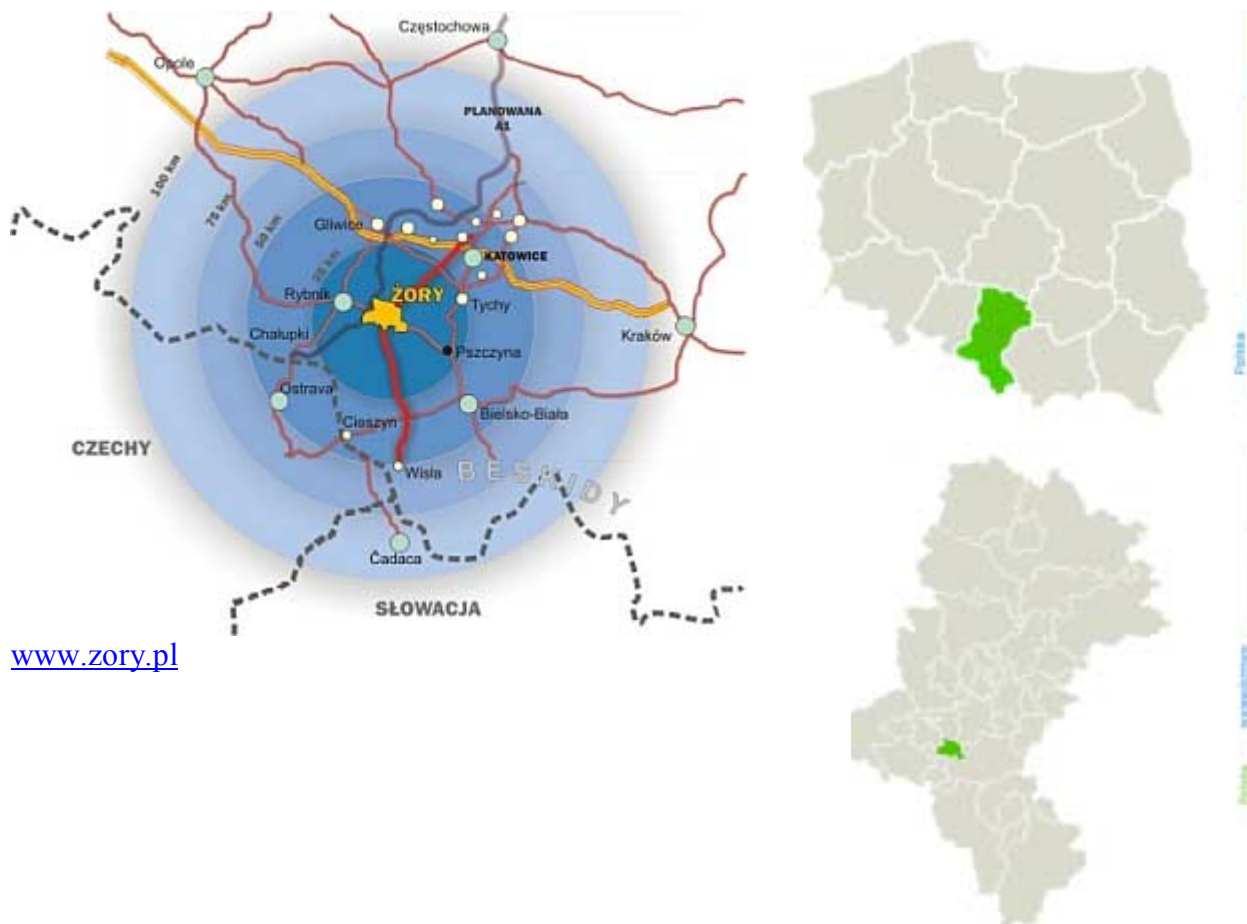 Częstochowa
Opole
PLANOWANA
A1
100 km
70 km
50 km
Gliwice
25 km
KATOWICE
ŻORY
Rybnik
Tychy
Chałupki
Kraków
Pszczyna
Ostrava
Cieszyn
Bielsko-Biała
CZECHY
Wisła
BESKIDY
Čadaca
SŁOWACJA
www.zory.pl
Polska